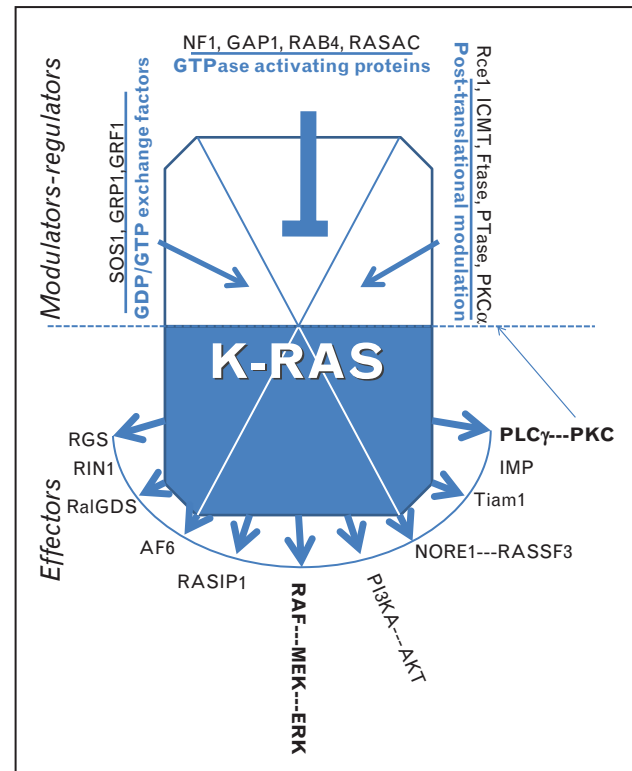 NF1, GAP1, RAB4, RASAC
GTPase activating proteins
Modulators-regulators
SOS1, GRP1,GRF1
GDP/GTP exchange factors
Rce1, ICMT, Ftase, PTase, PKCα
Post-translational modulation
K-RAS
Effectors
RGS
RIN1
RalGDS
AF6
RASIP1
RAF---MEK---ERK
PI3KA----AKT
NORE1---RASSF3
Tiam1
IMP
PLCγ---PKC